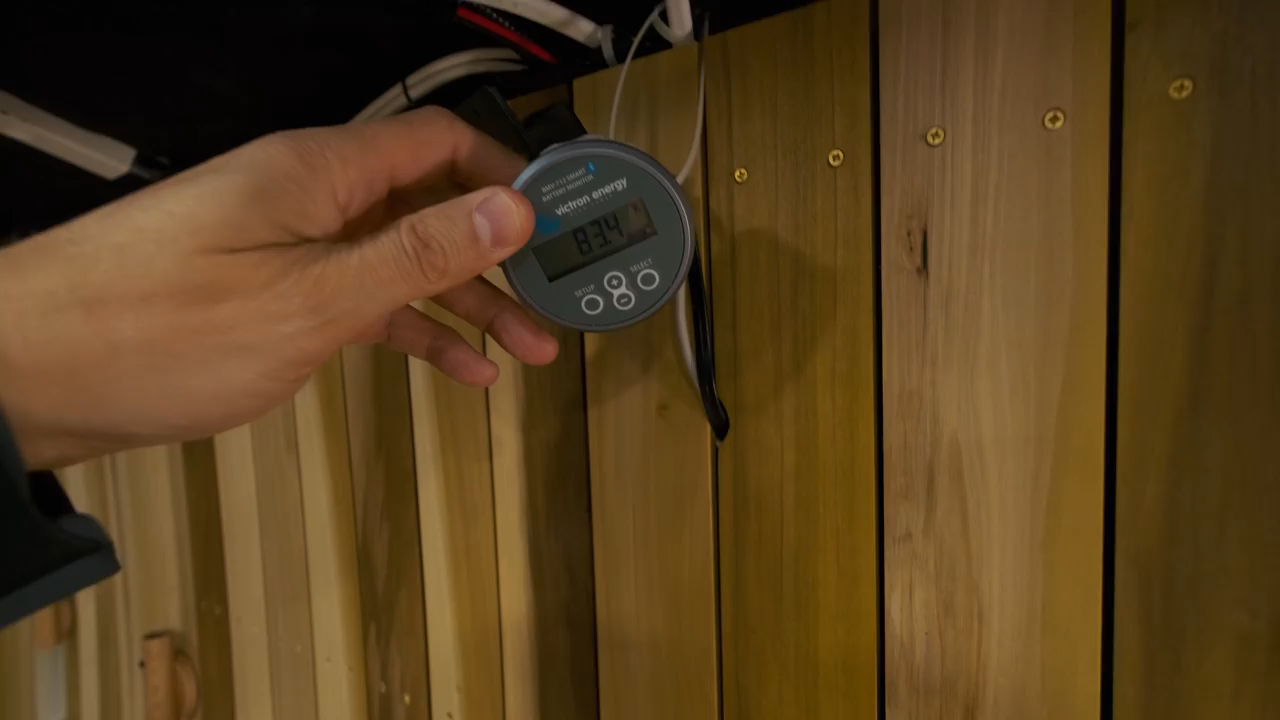 BMV-712 SMART
BATTERY MONITOR
victron energy
83.4
SELECT
SETUP
+
−